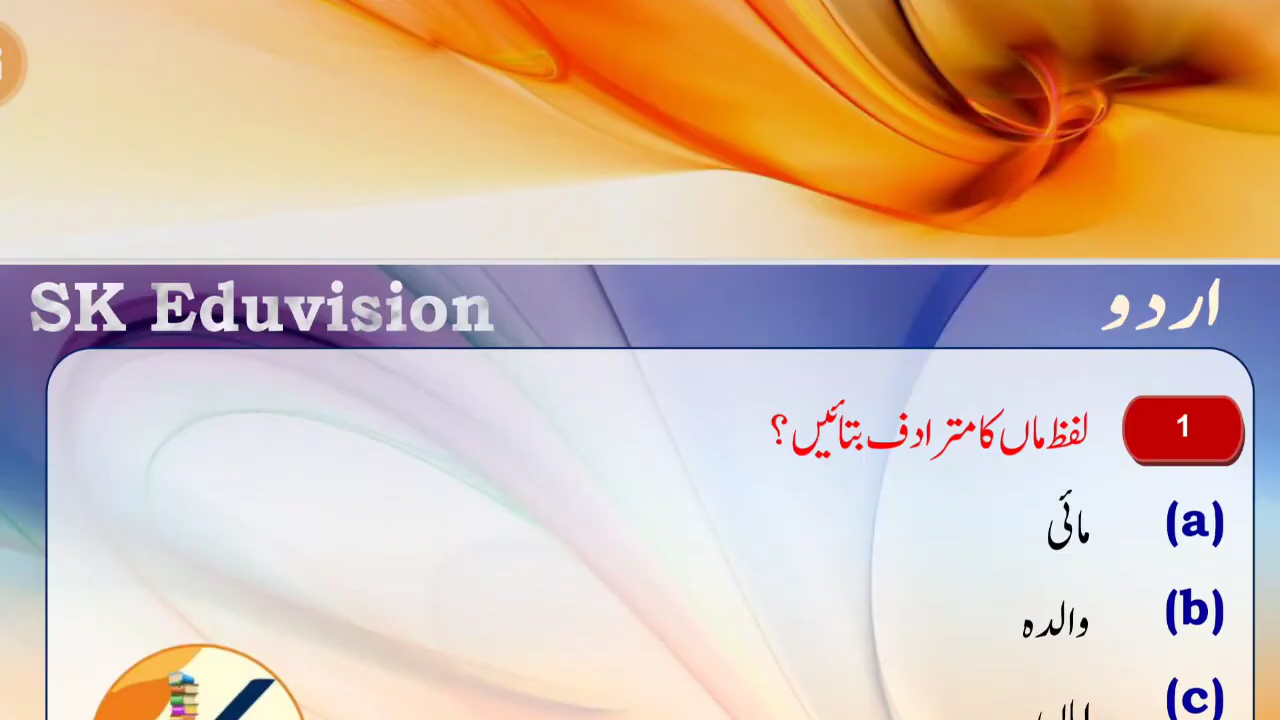 SK Eduvision
اردو
1 لفظ ماں کا مترادف بتائیں؟
(a) مائی
(b) والدہ
(c)